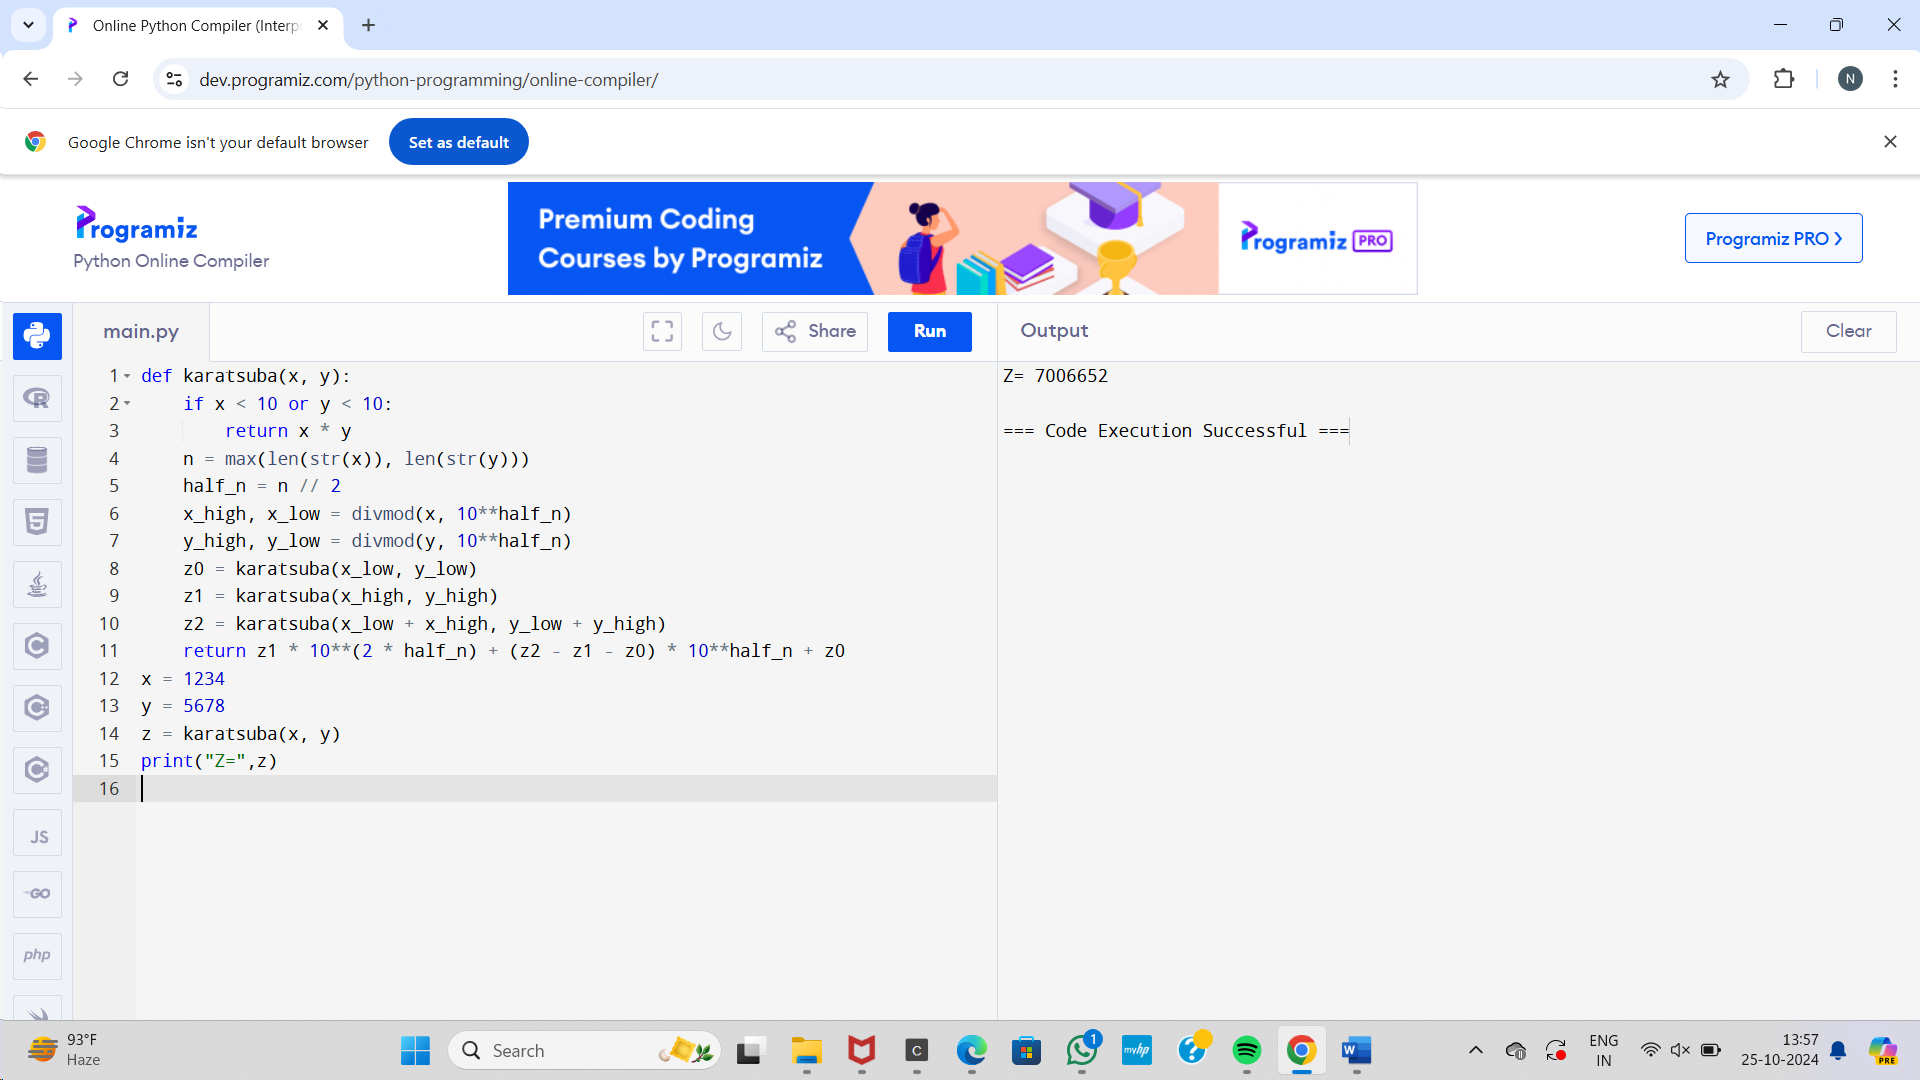 Online Python Compiler (Interp
dev.programiz.com/python-programming/online-compiler/
N
Google Chrome isn't your default browser
Set as default
Programiz
Python Online Compiler
Premium Coding
Courses by Programiz
Programiz PRO
Programiz PRO
main.py
Share
Run
Output
Clear
1 def karatsuba(x, y):
2     if x < 10 or y < 10:
3         return x * y
4     n = max(len(str(x)), len(str(y)))
5     half_n = n // 2
6     x_high, x_low = divmod(x, 10**half_n)
7     y_high, y_low = divmod(y, 10**half_n)
8     z0 = karatsuba(x_low, y_low)
9     z1 = karatsuba(x_high, y_high)
10     z2 = karatsuba(x_low + x_high, y_low + y_high)
11     return z1 * 10**(2 * half_n) + (z2 - z1 - z0) * 10**half_n + z0
12 x = 1234
13 y = 5678
14 z = karatsuba(x, y)
15 print("Z=",z)
16
Z= 7006652
=== Code Execution Successful ===
R
5
C
C
C
JS
GO
php
93°F
Haze
Search
C
1
myhp
?
W
ENG
IN
13:57
25-10-2024
PRE